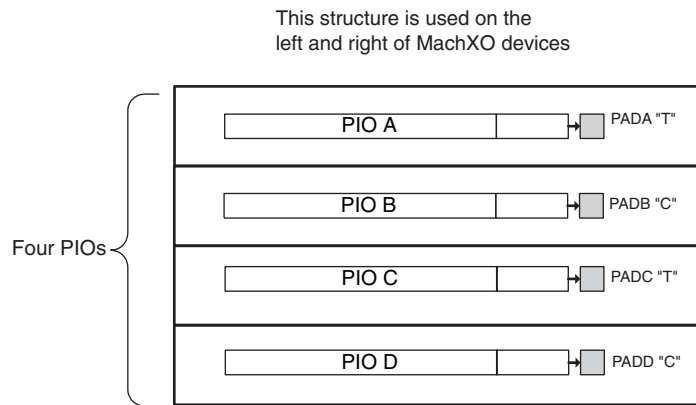 This structure is used on the
left and right of MachXO devices
PIO A
PADA "T"
PIO B
PADB "C"
Four PIOs
PIO C
PADC "T"
PIO D
PADD "C"